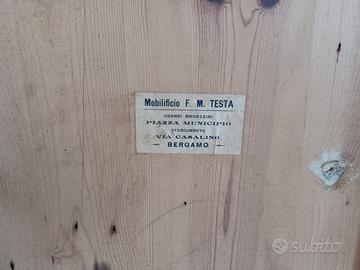 Mobilificio F. M. TESTA
GRANDI MAGAZZINI
PIAZZA MUNICIPIO
STABILIMENTO
VIA CASALINO
BERGAMO
subito